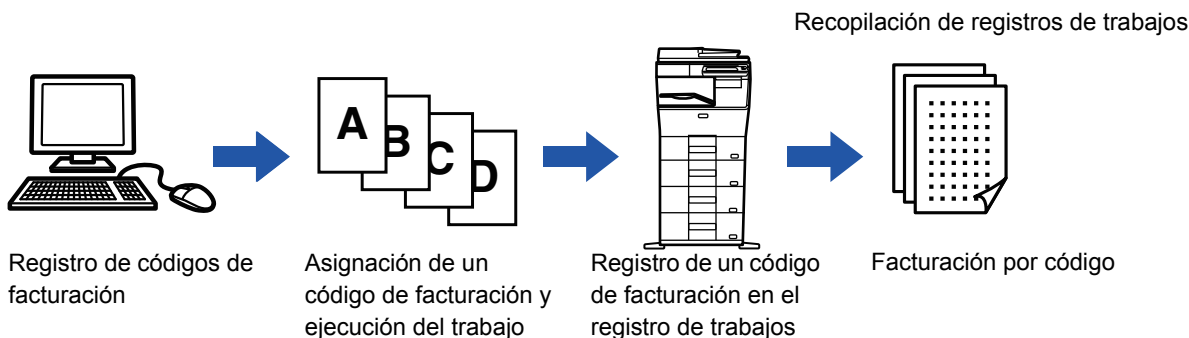 Recopilación de registros de trabajos
A
B
C
D
Registro de códigos de
facturación
Asignación de un
código de facturación y
ejecución del trabajo
Registro de un código
de facturación en el
registro de trabajos
Facturación por código